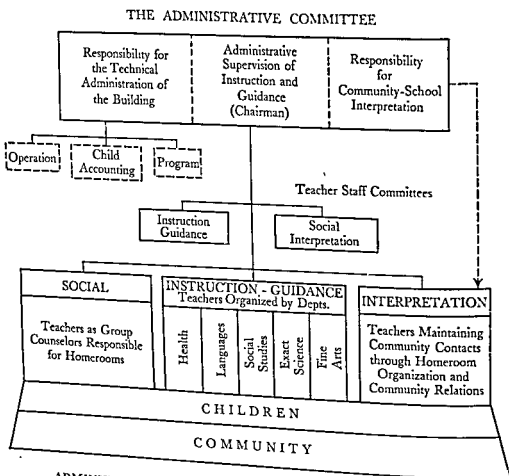 THE ADMINISTRATIVE COMMITTEE
Responsibility for
the Technical
Administration of
the Building
Administrative
Supervision of
Instruction and
Guidance
(Chairman)
Responsibility
for
Community-School
Interpretation
Operation
Child
Accounting
Program
Teacher Staff Committees
Instruction
Guidance
Social
Interpretation
SOCIAL
Teachers as Group
Counselors Responsible
for Homerooms
INSTRUCTION - GUIDANCE
Teachers Organized by Depts.
Health
Languages
Social
Studies
Exact
Science
Fine
Arts
INTERPRETATION
Teachers Maintaining
Community Contacts
through Homeroom
Organization and
Community Relations
CHILDREN
COMMUNITY